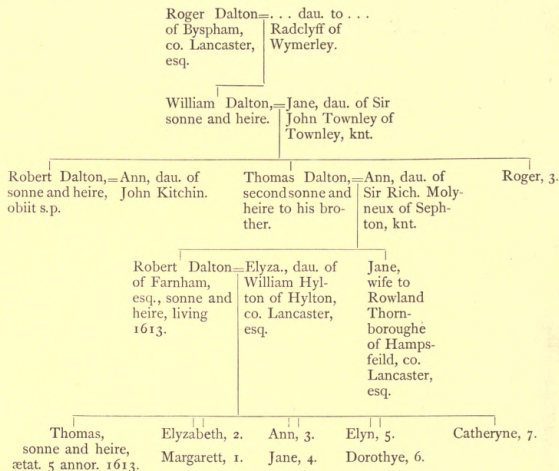 Roger Dalton=. . . dau. to . . .
of Byspham, Radclyff of
co. Lancaster, Wymerley.
esq.
William Dalton,=Jane, dau. of Sir
sonne and heire. John Townley of
Townley, knt.
Robert Dalton,=Ann, dau. of
sonne and heire, John Kitchin.
obiit s.p.
Thomas Dalton,=Ann, dau. of
second sonne and Sir Rich. Moly-
heire to his bro- neux of Seph-
ther. ton, knt.
Roger, 3.
Robert Dalton=Elyza., dau. of
of Farnham, William Hyl-
esq., sonne and ton of Hylton,
heire, living co. Lancaster,
1613. esq.
Jane,
wife to
Rowland
Thorn-
boroughe
of Hamps-
feild, co.
Lancaster,
esq.
Thomas,
sonne and heire,
ætat. 5 annor. 1613.
Elyzabeth, 2.
Margarett, 1.
Ann, 3.
Jane, 4.
Elyn, 5.
Dorothye, 6.
Catheryne, 7.